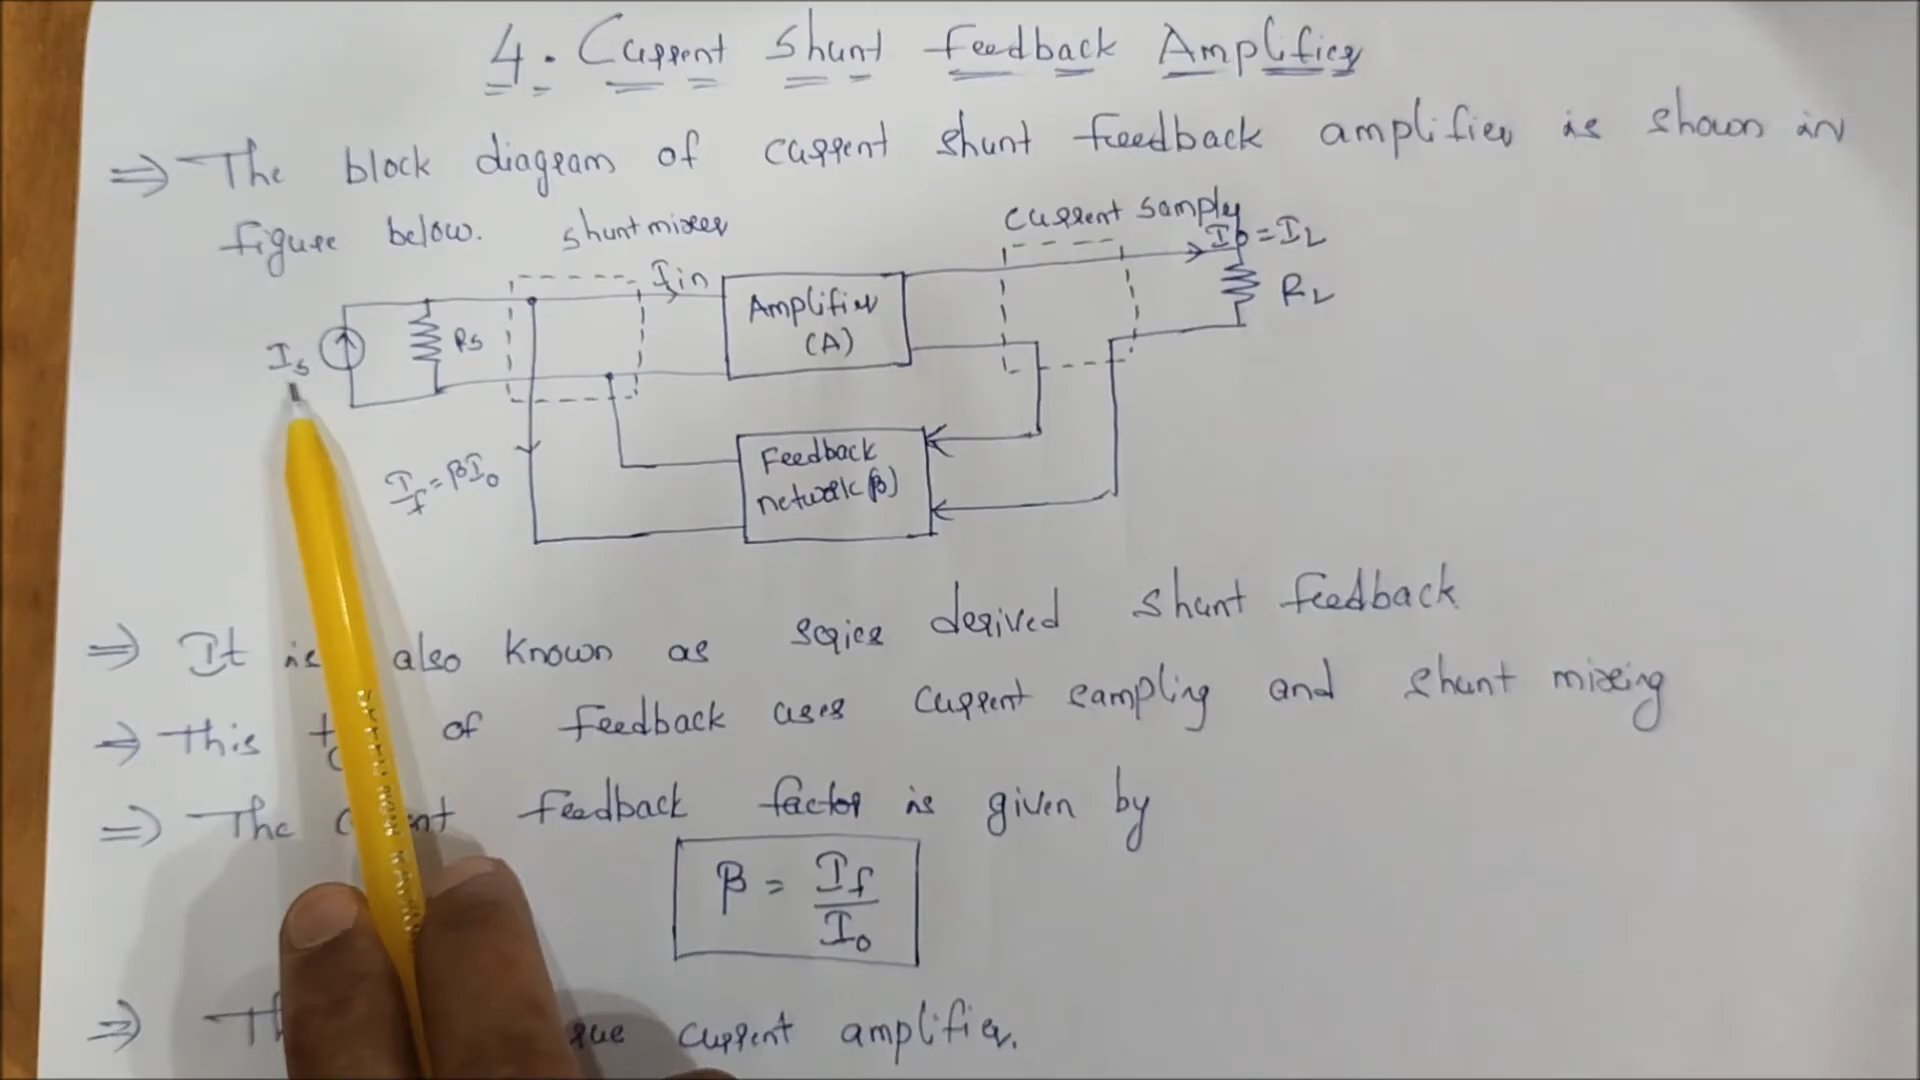 4. Current Shunt Feedback Amplifier
⇒ The block diagram of current shunt feedback amplifier is shown in
figure below.
shunt mixer
current sampler
Io = IL
Iin
Amplifier
(A)
RL
Rs
Is
If = βIo
Feedback
network(β)
⇒ It is also known as series derived shunt feedback
⇒ This of feedback uses current sampling and shunt mixing
⇒ The feedback factor is given by
β = If
Io
⇒ current amplifier.